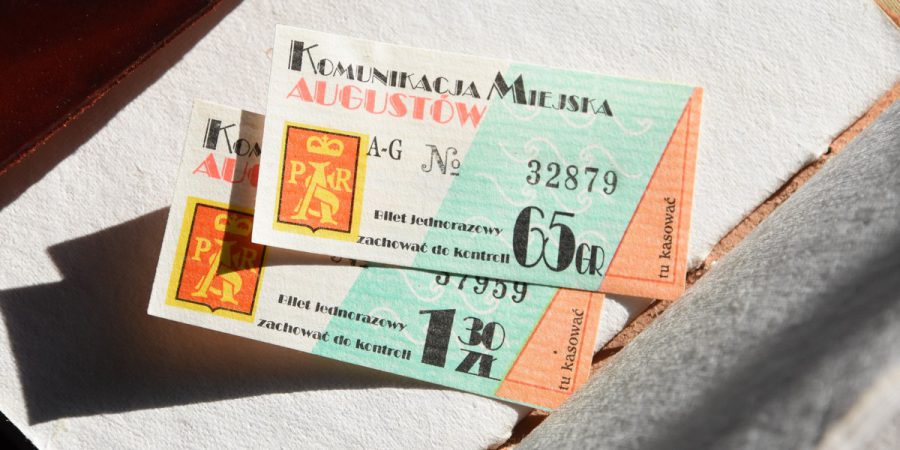 KOMUNIKACJA MIEJSKA
AUGUSTÓW
A-G № 32879
B
P A R
Bilet jednorazowy
zachować do kontroli
65 GR
tu kasować
37959
P A R
Bilet jednorazowy
zachować do kontroli
1 30 ZŁ
tu kasować